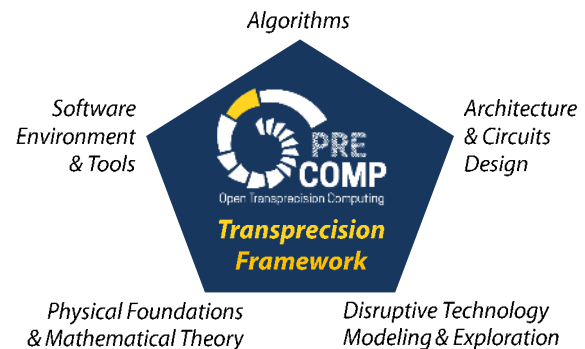 Algorithms
Software
Environment
& Tools
Architecture
& Circuits
Design
PRE
COMP
Open Transprecision Computing
Transprecision
Framework
Physical Foundations
& Mathematical Theory
Disruptive Technology
Modeling & Exploration